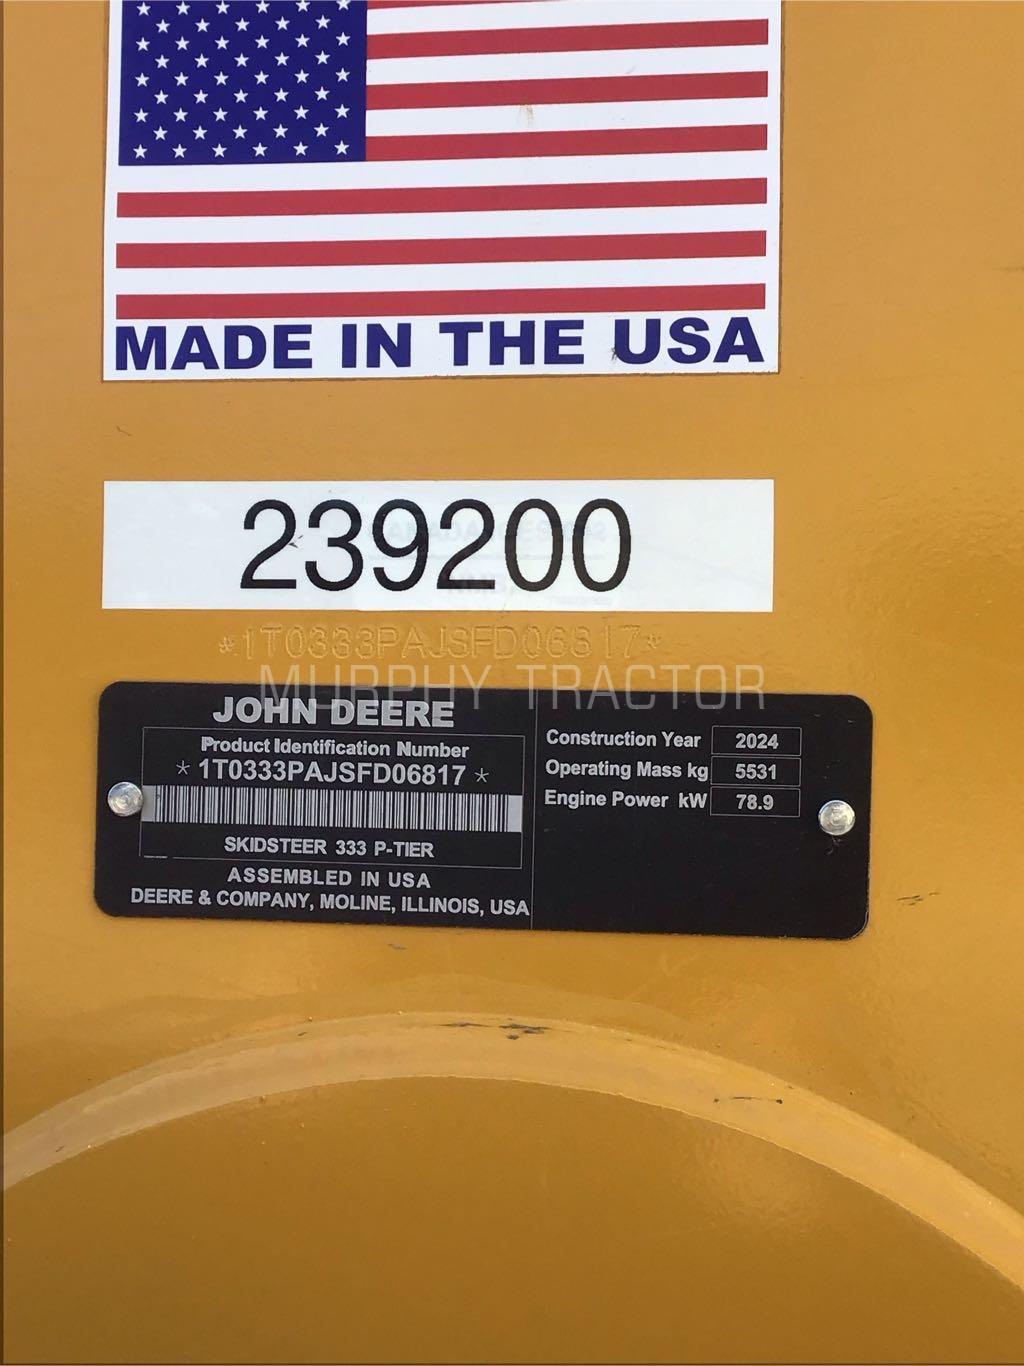 MADE IN THE USA
239200
*1T0333PAJSFD06817*
MURPHY TRACTOR
JOHN DEERE
Product Identification Number
* 1T0333PAJSFD06817 *
SKIDSTEER 333 P-TIER
ASSEMBLED IN USA
DEERE & COMPANY, MOLINE, ILLINOIS, USA
Construction Year 2024
Operating Mass kg 5531
Engine Power kW 78.9